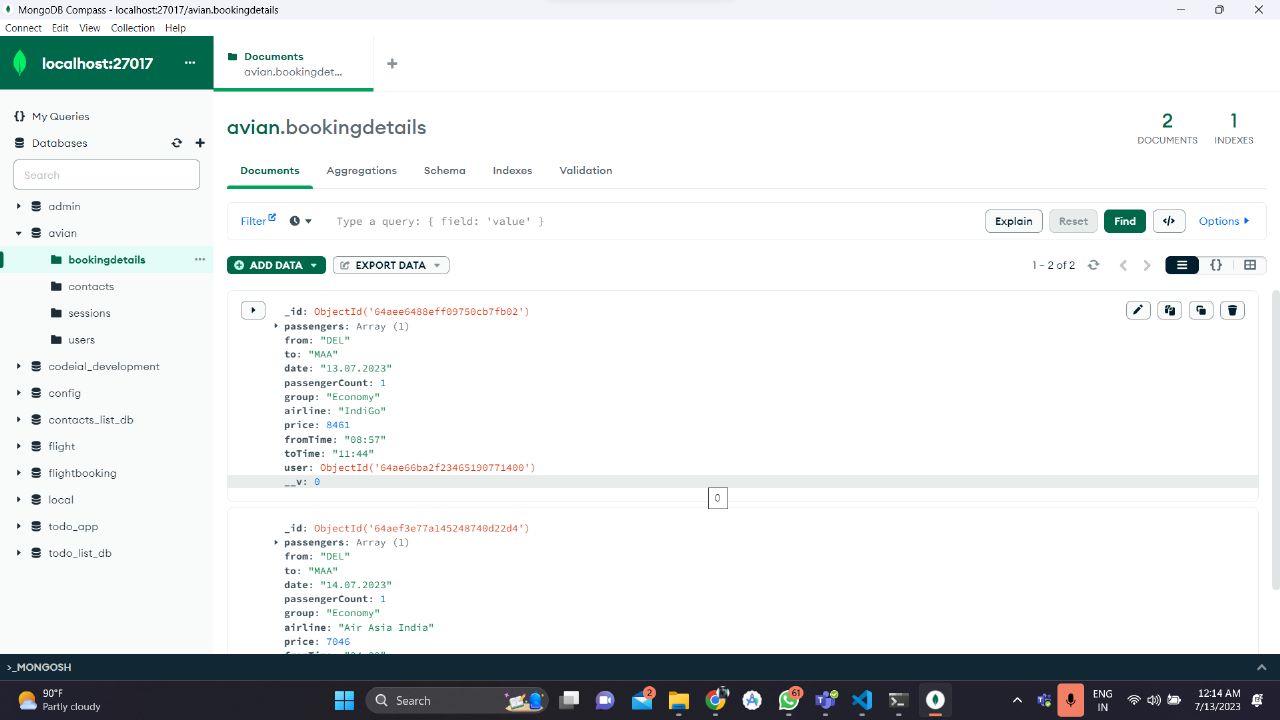 MongoDB Compass - localhost:27017/avian.bookingdetails
Connect Edit View Collection Help
localhost:27017
...
Documents
avian.bookingdet...
{} My Queries
Databases
Search
admin
avian
bookingdetails
contacts
sessions
users
codeial_development
config
contacts_list_db
flight
flightbooking
local
todo_app
todo_list_db
avian.bookingdetails
2
DOCUMENTS
1
INDEXES
Documents Aggregations Schema Indexes Validation
Filter Type a query: { field: 'value' } Explain Reset Find </> Options
ADD DATA EXPORT DATA 1 – 2 of 2 {}
_id: ObjectId('64aee6488eff09750cb7fb02')
passengers: Array (1)
from: "DEL"
to: "MAA"
date: "13.07.2023"
passengerCount: 1
group: "Economy"
airline: "IndiGo"
price: 8461
fromTime: "08:57"
toTime: "11:44"
user: ObjectId('64ae66ba2f23465190771400')
__v: 0
0
_id: ObjectId('64aef3e77a145248740d22d4')
passengers: Array (1)
from: "DEL"
to: "MAA"
date: "14.07.2023"
passengerCount: 1
group: "Economy"
airline: "Air Asia India"
price: 7046
>_MONGOSH
90°F
Partly cloudy
Search
2
61
ENG
IN
12:14 AM
7/13/2023